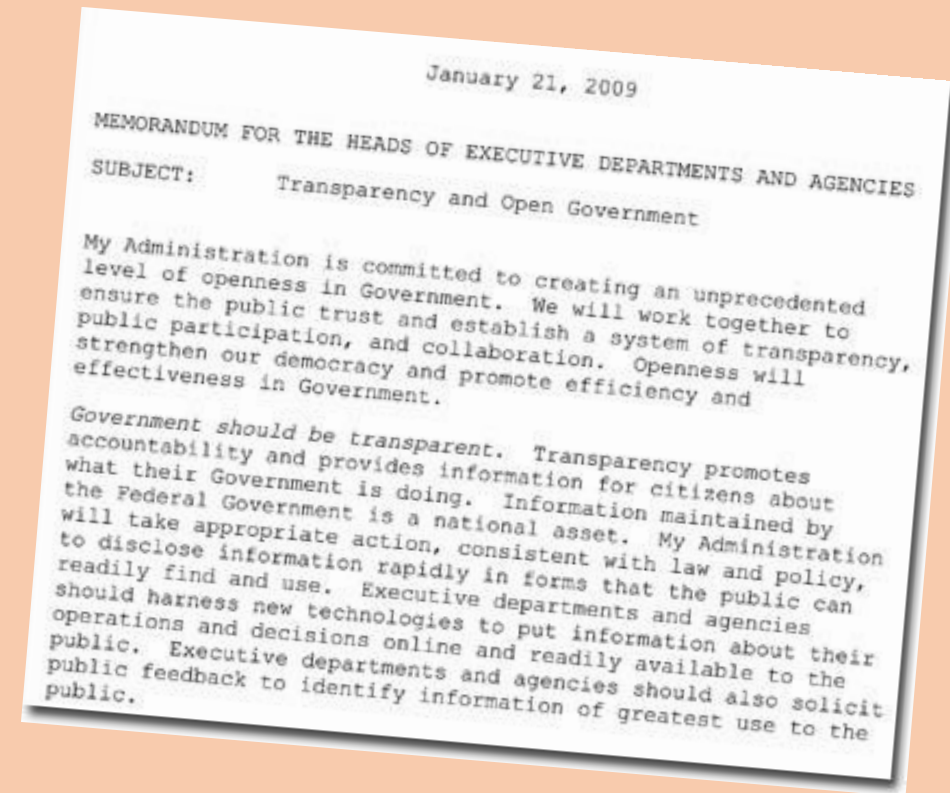 January 21, 2009
MEMORANDUM FOR THE HEADS OF EXECUTIVE DEPARTMENTS AND AGENCIES
SUBJECT: Transparency and Open Government
My Administration is committed to creating an unprecedented
level of openness in Government. We will work together to
ensure the public trust and establish a system of transparency,
public participation, and collaboration. Openness will
strengthen our democracy and promote efficiency and
effectiveness in Government.
Government should be transparent. Transparency promotes
accountability and provides information for citizens about
what their Government is doing. Information maintained by
the Federal Government is a national asset. My Administration
will take appropriate action, consistent with law and policy,
to disclose information rapidly in forms that the public can
readily find and use. Executive departments and agencies
should harness new technologies to put information about their
operations and decisions online and readily available to the
public. Executive departments and agencies should also solicit
public feedback to identify information of greatest use to the
public.